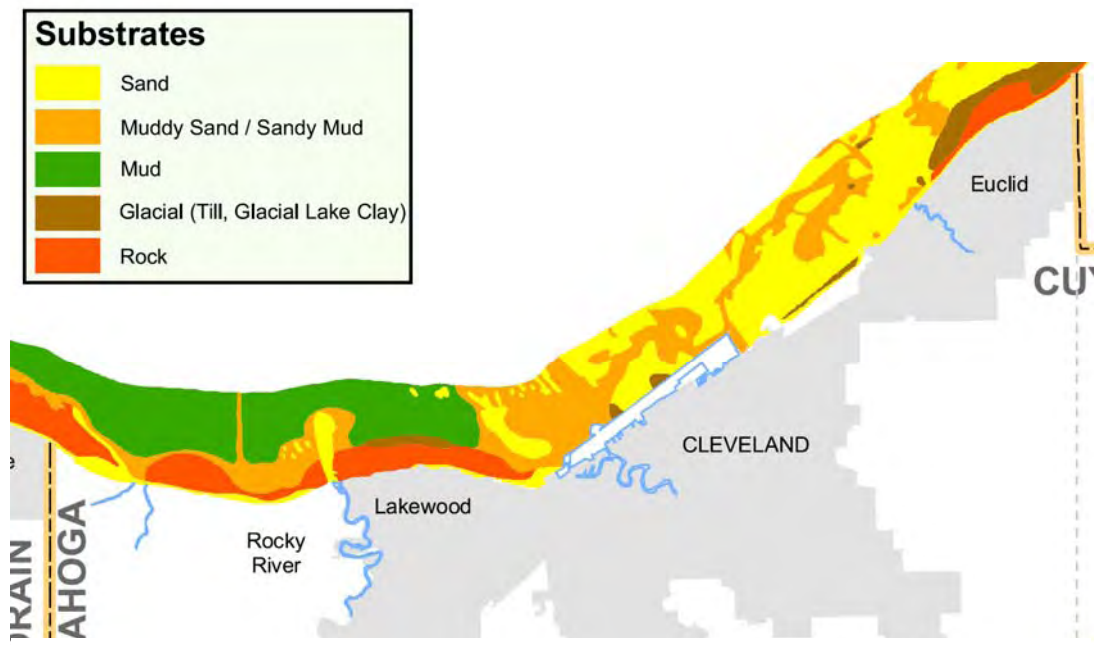 Substrates
Sand
Muddy Sand / Sandy Mud
Mud
Glacial (Till, Glacial Lake Clay)
Rock
Euclid
CUY
CLEVELAND
e
Lakewood
Rocky
River
RAIN
AHOGA